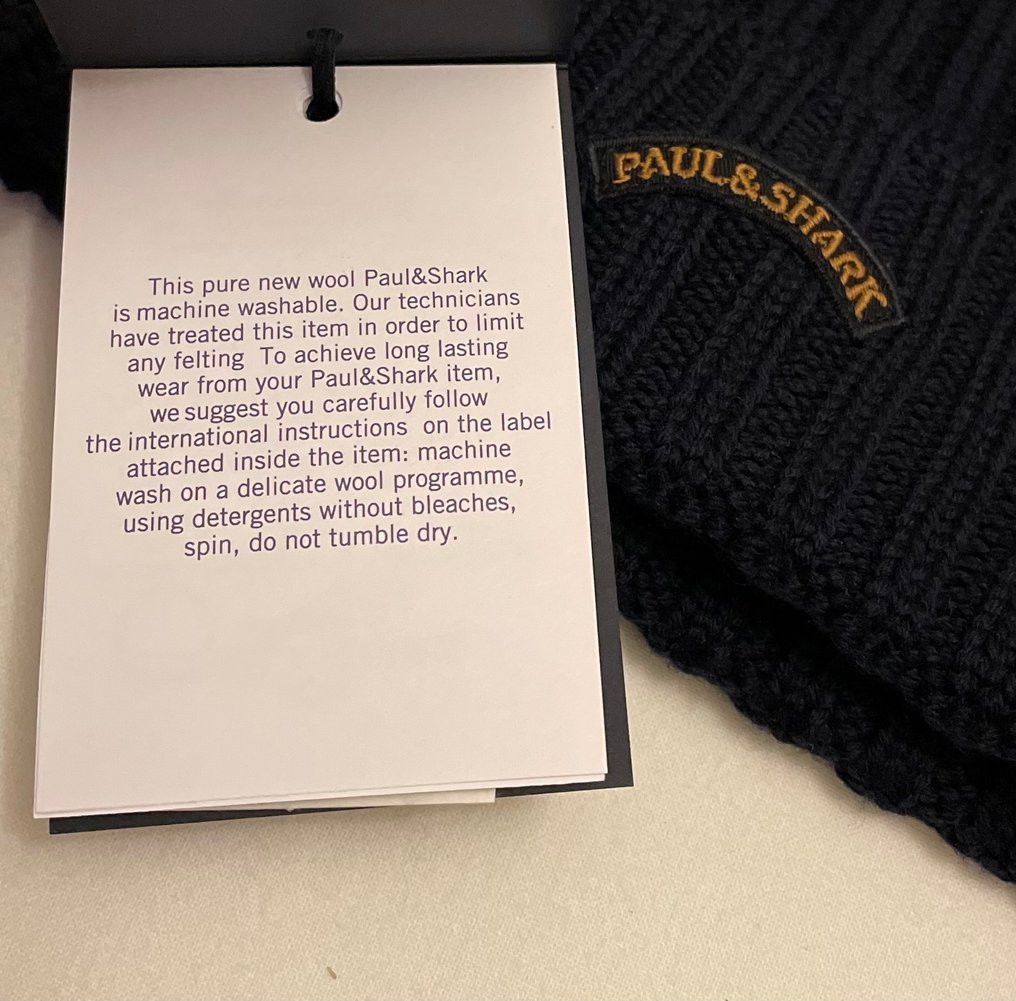 This pure new wool Paul&Shark
is machine washable. Our technicians
have treated this item in order to limit
any felting  To achieve long lasting
wear from your Paul&Shark item,
we suggest you carefully follow
the international instructions  on the label
attached inside the item: machine
wash on a delicate wool programme,
using detergents without bleaches,
spin, do not tumble dry.
PAUL&SHARK